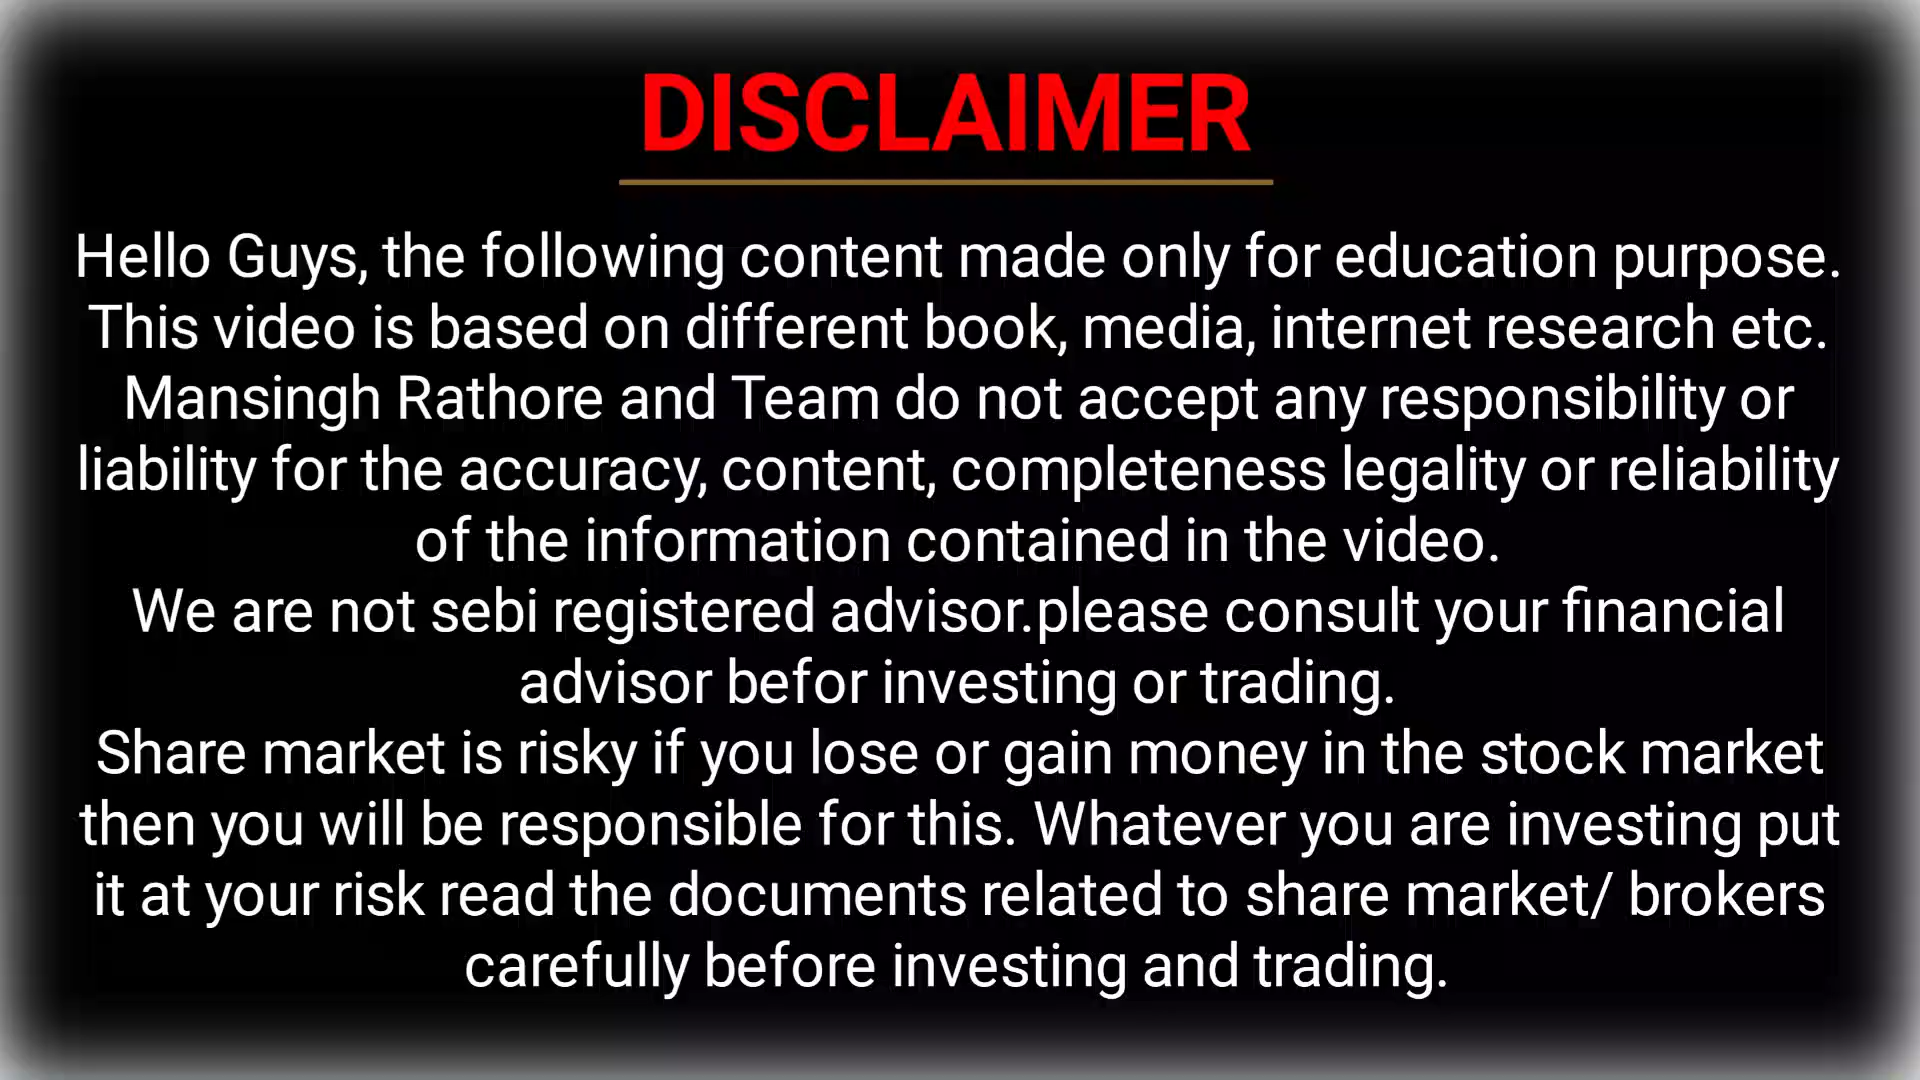 DISCLAIMER
Hello Guys, the following content made only for education purpose.
This video is based on different book, media, internet research etc.
Mansingh Rathore and Team do not accept any responsibility or
liability for the accuracy, content, completeness legality or reliability
of the information contained in the video.
We are not sebi registered advisor.please consult your financial
advisor befor investing or trading.
Share market is risky if you lose or gain money in the stock market
then you will be responsible for this. Whatever you are investing put
it at your risk read the documents related to share market/ brokers
carefully before investing and trading.